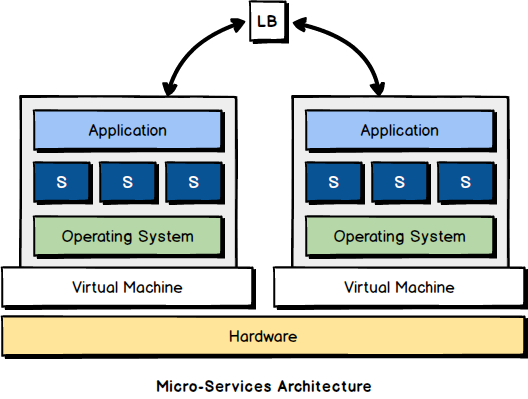 LB
Application
Application
S S S
S S S
Operating System
Operating System
Virtual Machine
Virtual Machine
Hardware
Micro-Services Architecture